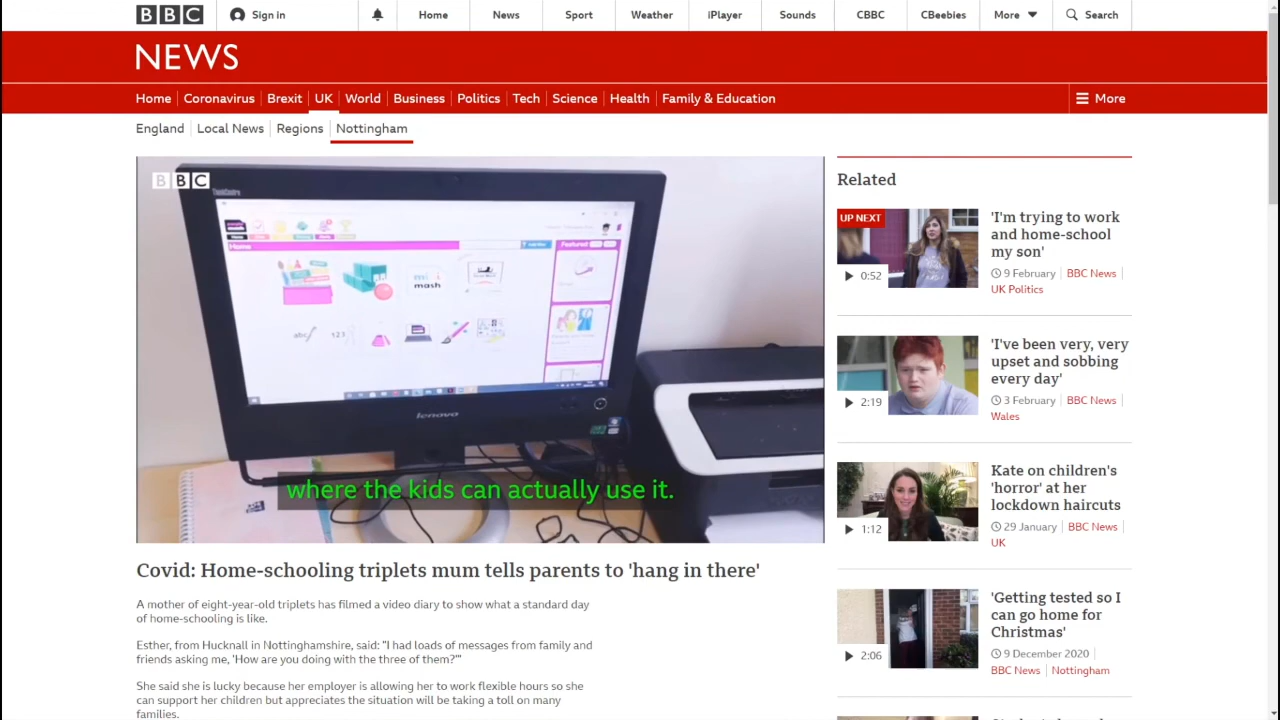 BBC Sign in Home News Sport Weather iPlayer Sounds CBBC CBeebies More Search
NEWS
Home Coronavirus Brexit UK World Business Politics Tech Science Health Family & Education More
England Local News Regions Nottingham
BBC
Home
Featured
mash
abc
123
lenovo
where the kids can actually use it.
Covid: Home-schooling triplets mum tells parents to 'hang in there'
A mother of eight-year-old triplets has filmed a video diary to show what a standard day
of home-schooling is like.
Esther, from Hucknall in Nottinghamshire, said: "I had loads of messages from family and
friends asking me, 'How are you doing with the three of them?'"
She said she is lucky because her employer is allowing her to work flexible hours so she
can support her children but appreciates the situation will be taking a toll on many
families.
Related
UP NEXT
0:52
'I'm trying to work
and home-school
my son'
9 February BBC News
UK Politics
2:19
'I've been very, very
upset and sobbing
every day'
3 February BBC News
Wales
1:12
Kate on children's
'horror' at her
lockdown haircuts
29 January BBC News
UK
2:06
'Getting tested so I
can go home for
Christmas'
9 December 2020
BBC News Nottingham